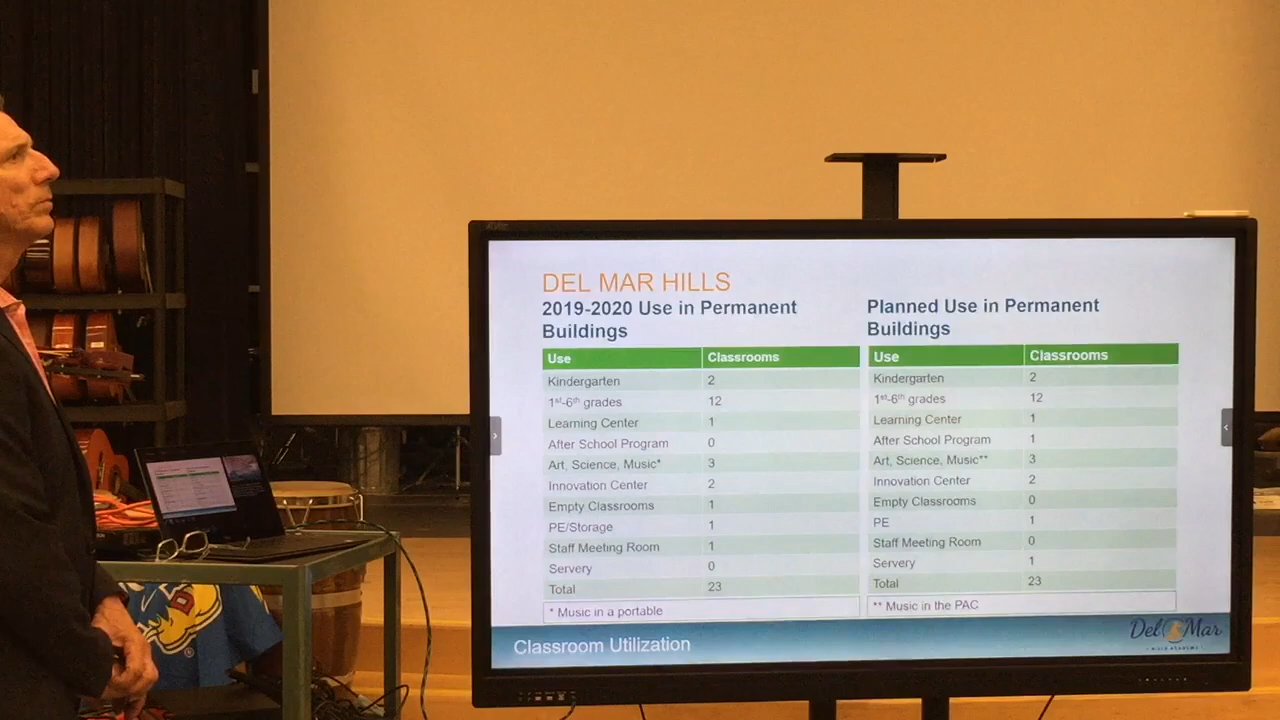 DEL MAR HILLS
2019-2020 Use in Permanent
Buildings
Use Classrooms
Kindergarten 2
1st-6th grades 12
Learning Center 1
After School Program 0
Art, Science, Music* 3
Innovation Center 2
Empty Classrooms 1
PE/Storage 1
Staff Meeting Room 1
Servery 0
Total 23
* Music in a portable
Planned Use in Permanent
Buildings
Use Classrooms
Kindergarten 2
1st-6th grades 12
Learning Center 1
After School Program 1
Art, Science, Music** 3
Innovation Center 2
Empty Classrooms 0
PE 1
Staff Meeting Room 0
Servery 1
Total 23
** Music in the PAC
Classroom Utilization
Del Mar